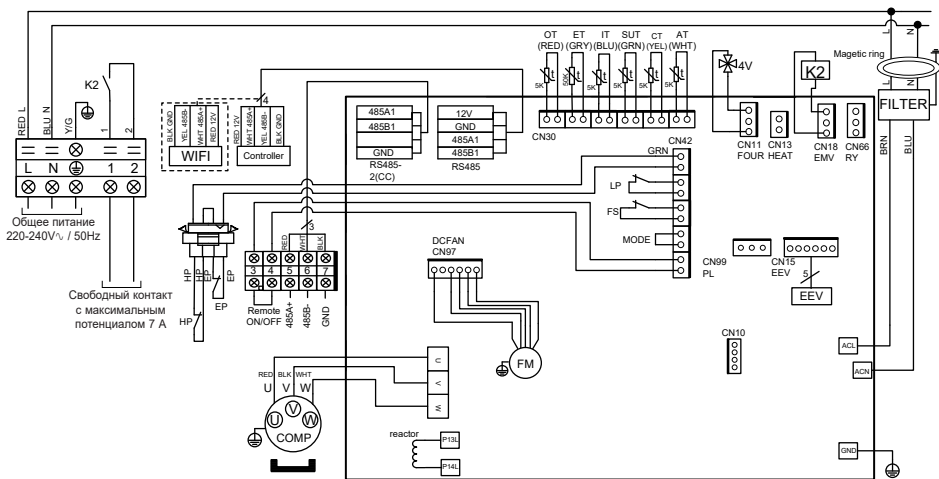 OT ET IT SUT CT AT
(RED) (GRY) (BLU) (GRN) (YEL) (WHT)
5K 50K 5K 5K 5K 5K
t t t t t t
CN30
4V
K2
L N
Magetic ring
L N
FILTER
BRN
BLU
CN11
FOUR
CN13
HEAT
CN18
EMV
CN66
RY
RED L
BLU N
Y/G
K2
1
2
L N 1 2
Общее питание
220-240V∿ / 50Hz
Свободный контакт
с максимальным
потенциалом 7 А
BLK GND
YEL 485B-
WHT 485A+
RED 12V
WIFI
4
RED 12V
WHT 485A+
YEL 485B-
BLK GND
Controller
485A1
485B1
GND
RS485-
2(CC)
12V
GND
485A1
485B1
RS485
CN42
GRN
LP
FS
MODE
HP
HP
EP
EP
EP
HP
3
RED
WHT
BLK
3 4 5 6 7
Remote
ON/OFF
485A+
485B-
GND
DCFAN
CN97
FM
CN99
PL
CN15
EEV
5
EEV
CN10
ACL
ACN
GND
RED BLK WHT
U V W
U V W
COMP
U
V
W
reactor
P13L
P14L